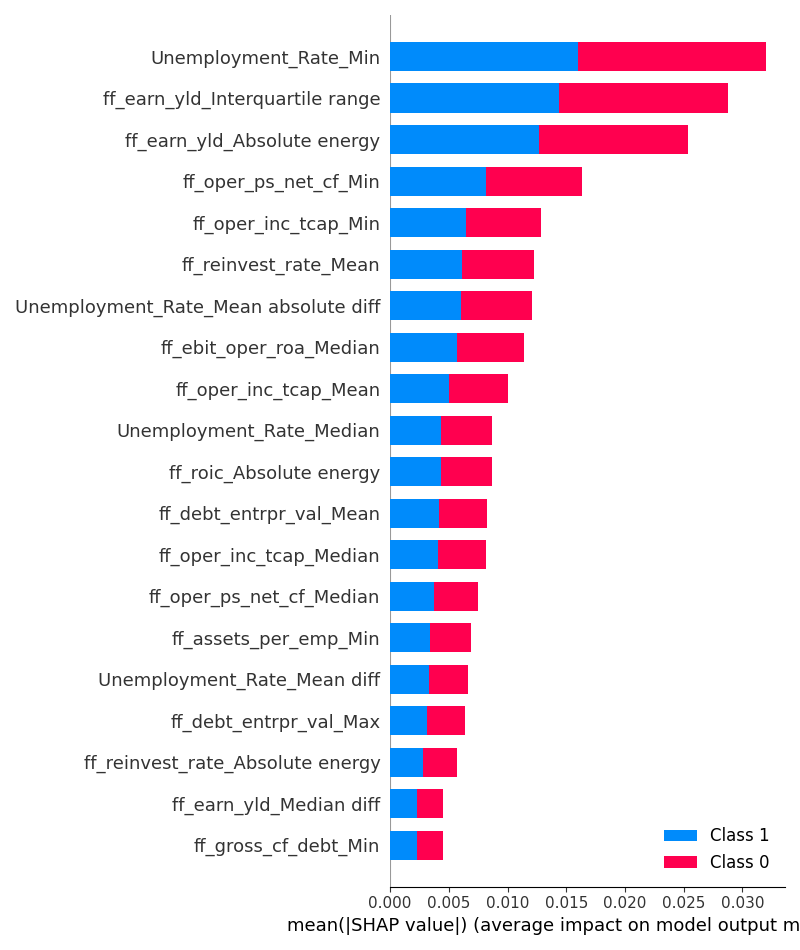 Unemployment_Rate_Min
ff_earn_yld_Interquartile range
ff_earn_yld_Absolute energy
ff_oper_ps_net_cf_Min
ff_oper_inc_tcap_Min
ff_reinvest_rate_Mean
Unemployment_Rate_Mean absolute diff
ff_ebit_oper_roa_Median
ff_oper_inc_tcap_Mean
Unemployment_Rate_Median
ff_roic_Absolute energy
ff_debt_entrpr_val_Mean
ff_oper_inc_tcap_Median
ff_oper_ps_net_cf_Median
ff_assets_per_emp_Min
Unemployment_Rate_Mean diff
ff_debt_entrpr_val_Max
ff_reinvest_rate_Absolute energy
ff_earn_yld_Median diff
ff_gross_cf_debt_Min
Class 1
Class 0
0.000 0.005 0.010 0.015 0.020 0.025 0.030
mean(|SHAP value|) (average impact on model output m